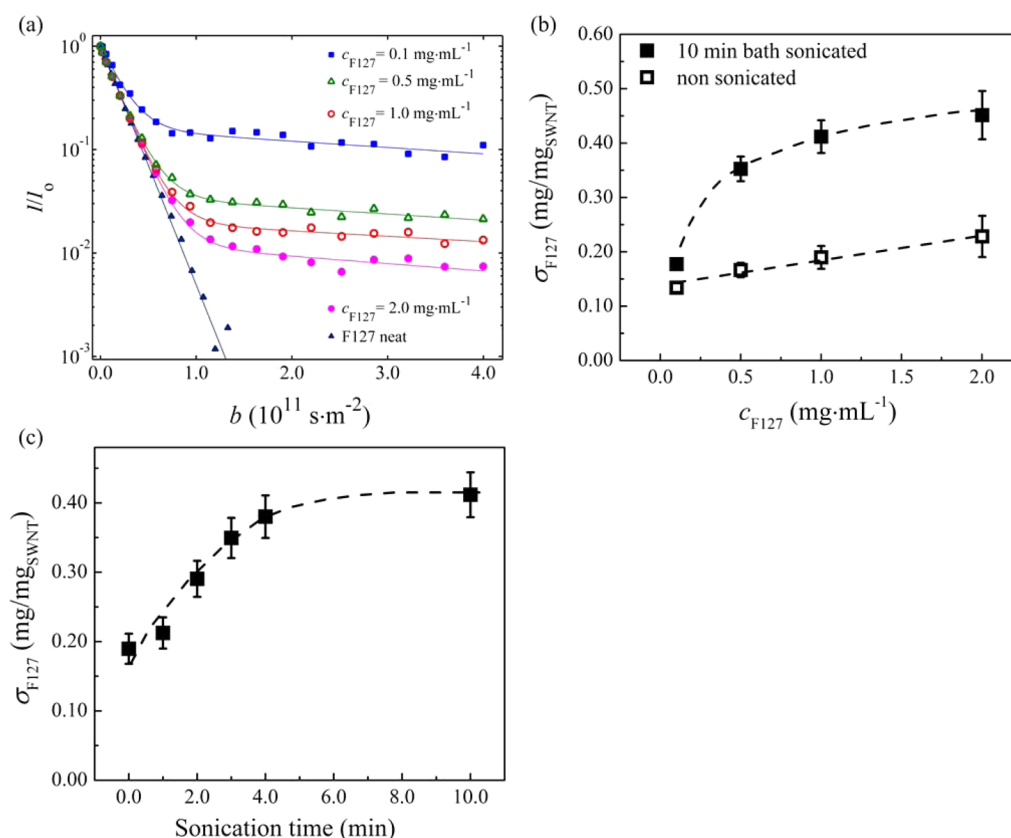 (a)
10⁰
10⁻¹
10⁻²
10⁻³
I/Iₒ
c_F127 = 0.1 mg·mL⁻¹
c_F127 = 0.5 mg·mL⁻¹
c_F127 = 1.0 mg·mL⁻¹
c_F127 = 2.0 mg·mL⁻¹
F127 neat
0.0 1.0 2.0 3.0 4.0
b (10¹¹ s·m⁻²)
(b)
0.60
0.50
0.40
0.30
0.20
0.10
0.00
σ_F127 (mg/mg_SWNT)
10 min bath sonicated
non sonicated
0.0 0.5 1.0 1.5 2.0
c_F127 (mg·mL⁻¹)
(c)
0.40
0.30
0.20
0.10
0.00
σ_F127 (mg/mg_SWNT)
0.0 2.0 4.0 6.0 8.0 10.0
Sonication time (min)